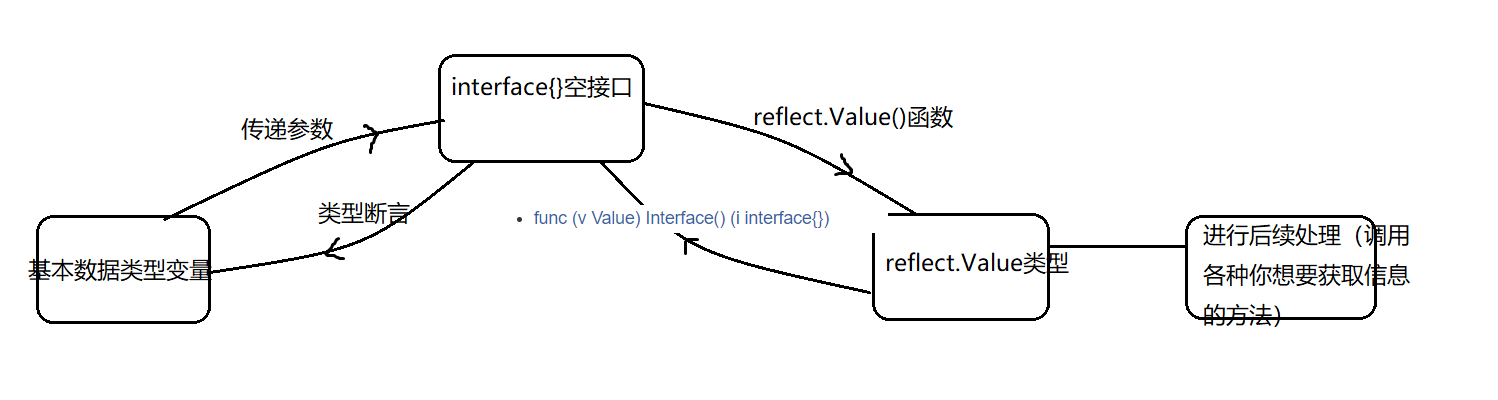 interface{}空接口
传递参数
reflect.Value()函数
类型断言
func (v Value) Interface() (i interface{})
基本数据类型变量
reflect.Value类型
进行后续处理（调用
各种你想要获取信息
的方法）